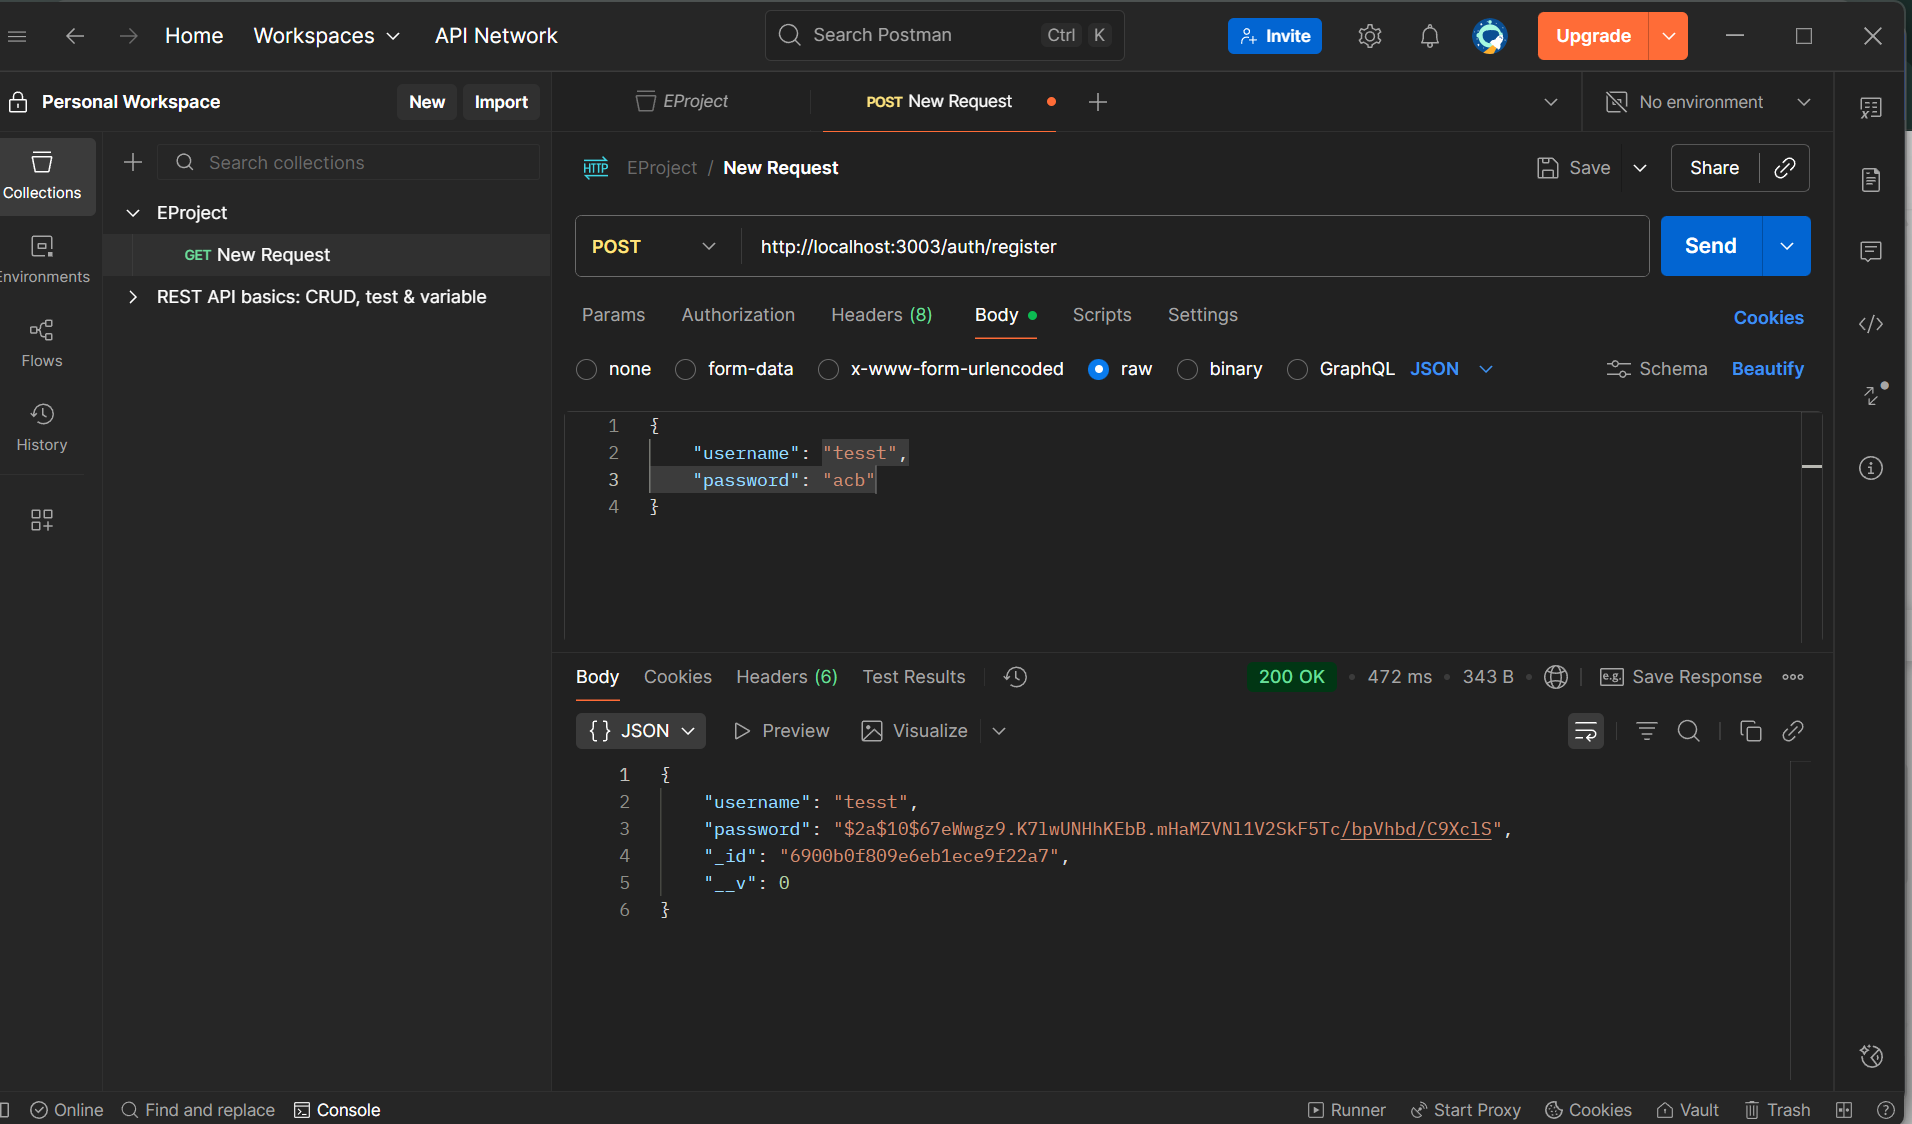 Home Workspaces API Network Search Postman Ctrl K Invite Upgrade
Personal Workspace New Import
EProject POST New Request No environment
Collections
Search collections
HTTP EProject / New Request Save Share
EProject
GET New Request
REST API basics: CRUD, test & variable
Environments
Flows
History
POST http://localhost:3003/auth/register Send
Params Authorization Headers (8) Body Scripts Settings Cookies
none form-data x-www-form-urlencoded raw binary GraphQL JSON Schema Beautify
1 {
2 "username": "tesst",
3 "password": "acb"
4 }
Body Cookies Headers (6) Test Results 200 OK • 472 ms • 343 B • e.g. Save Response
{} JSON Preview Visualize
1 {
2 "username": "tesst",
3 "password": "$2a$10$67eWwgz9.K7lwUNHhKEbB.mHaMZVNl1V2SkF5Tc/bpVhbd/C9XclS",
4 "_id": "6900b0f809e6eb1ece9f22a7",
5 "__v": 0
6 }
Online Find and replace Console Runner Start Proxy Cookies Vault Trash